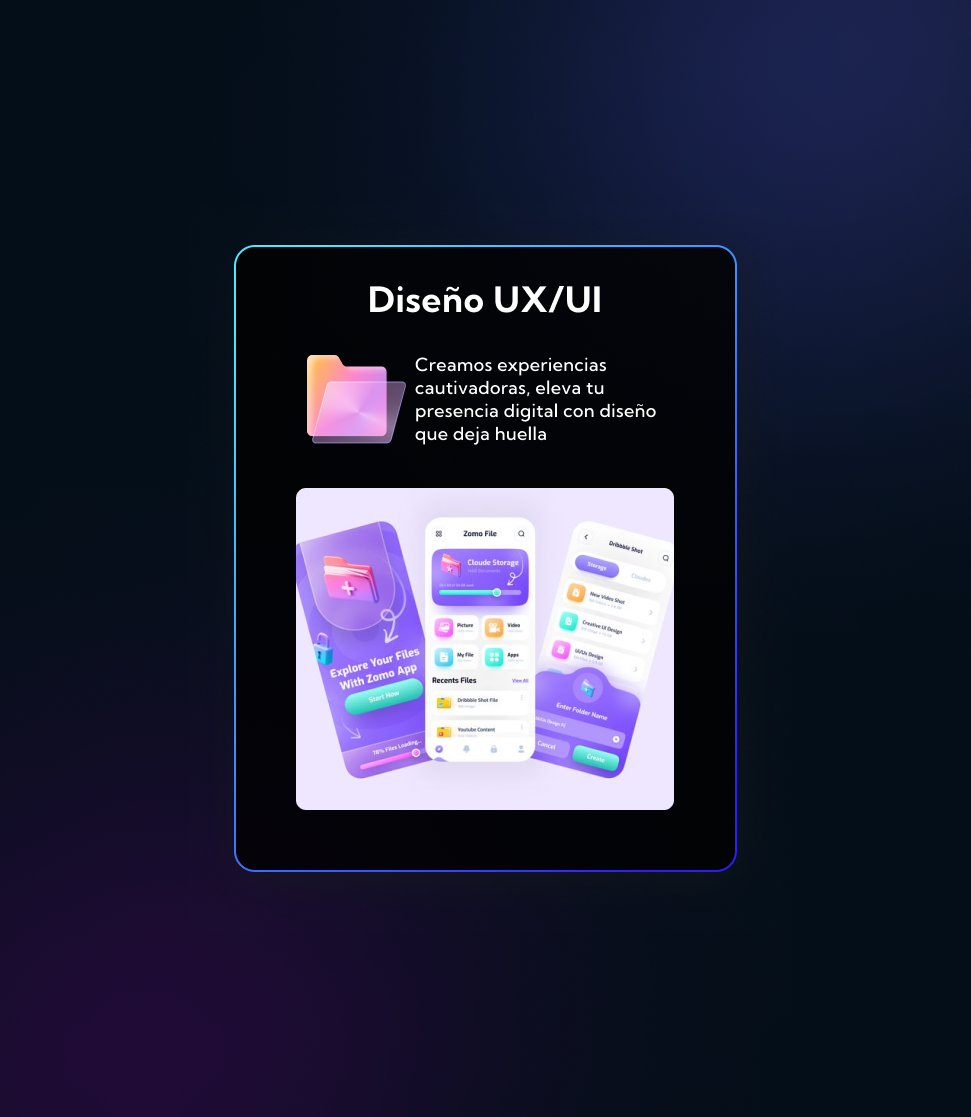 Diseño UX/UI
Creamos experiencias
cautivadoras, eleva tu
presencia digital con diseño
que deja huella
Explore Your Files
With Zomo App
Start Now
78% Files Loading...
Zomo File
Cloude Storage
Picture
Video
My File
Apps
Recents Files
View All
Dribbble Shot File
Youtube Content
Dribbble Shot
Storage
Cloudes
New Video Shot
Creative UI Design
Ui/Ux Design
Enter Folder Name
Cancel
Create